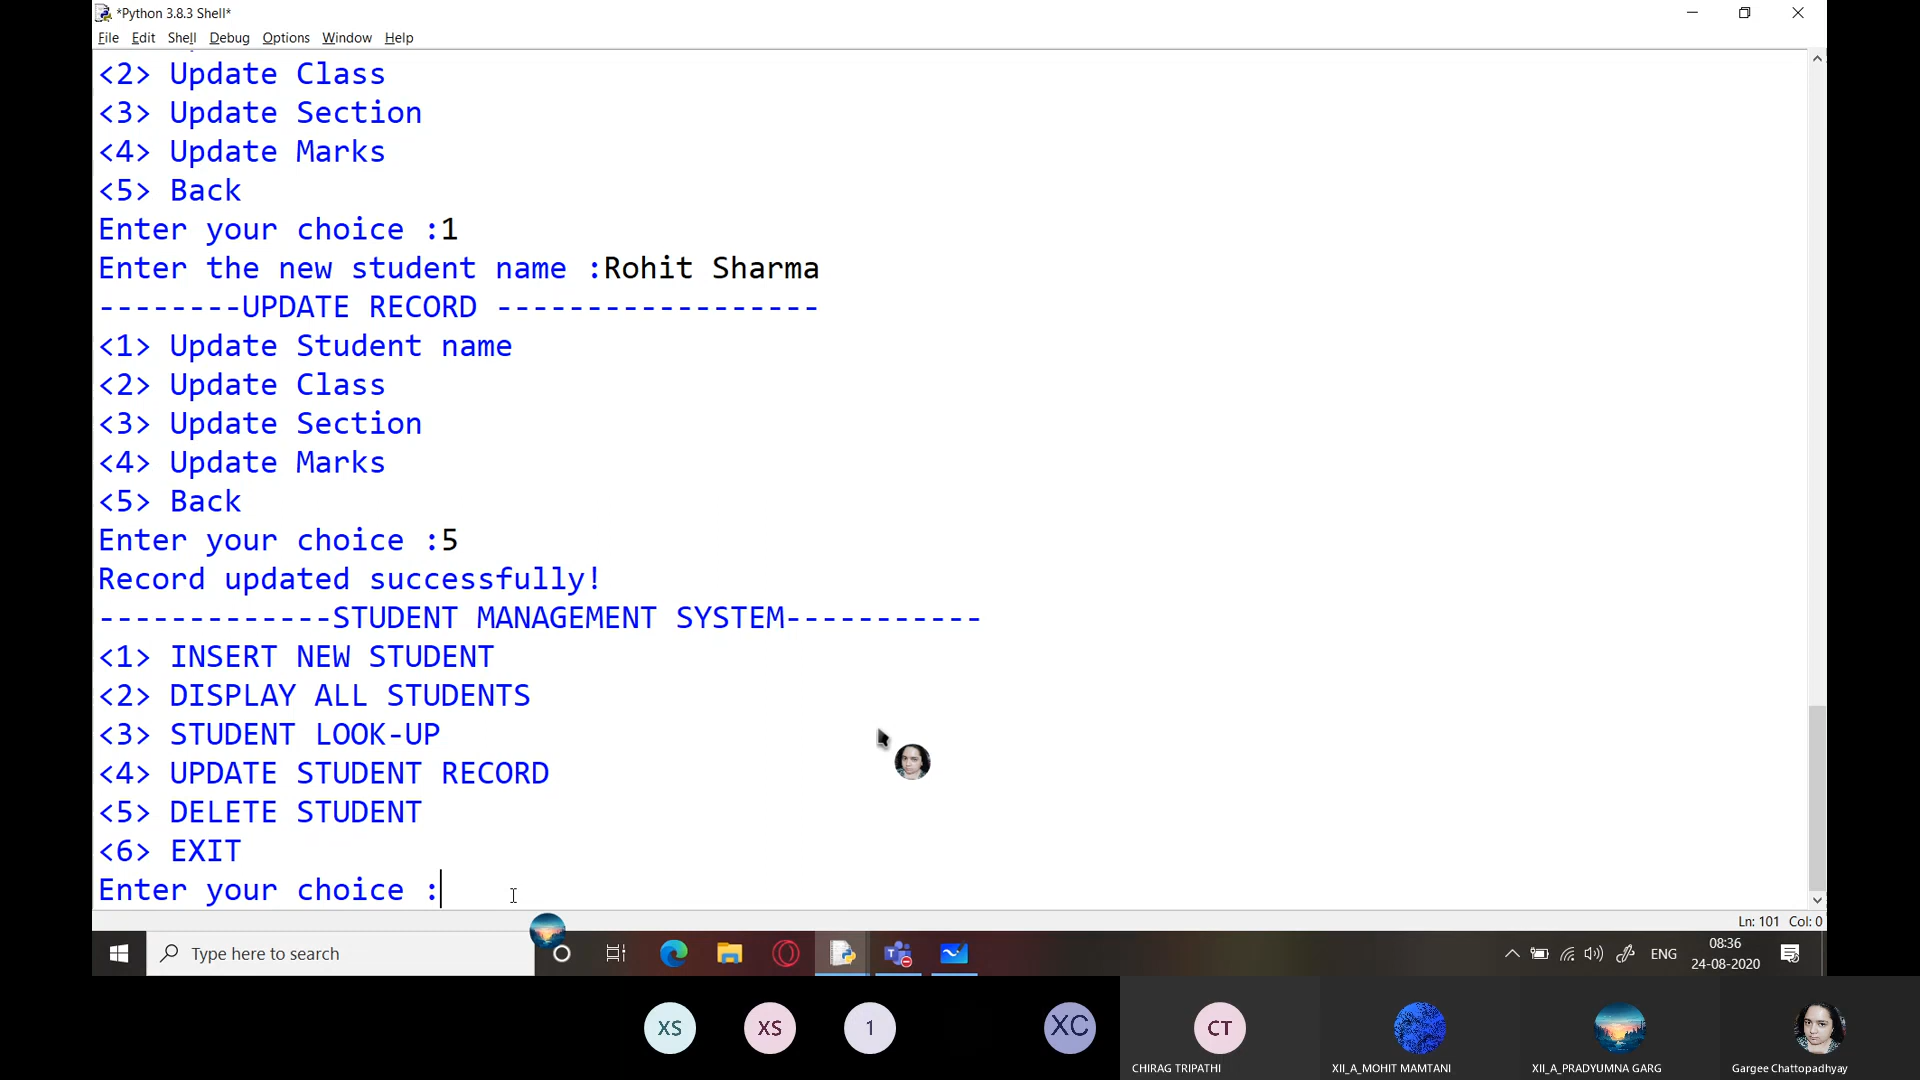 *Python 3.8.3 Shell*
File Edit Shell Debug Options Window Help
<2> Update Class
<3> Update Section
<4> Update Marks
<5> Back
Enter your choice :1
Enter the new student name :Rohit Sharma
--------UPDATE RECORD ------------------
<1> Update Student name
<2> Update Class
<3> Update Section
<4> Update Marks
<5> Back
Enter your choice :5
Record updated successfully!
-------------STUDENT MANAGEMENT SYSTEM-----------
<1> INSERT NEW STUDENT
<2> DISPLAY ALL STUDENTS
<3> STUDENT LOOK-UP
<4> UPDATE STUDENT RECORD
<5> DELETE STUDENT
<6> EXIT
Enter your choice :
Ln: 101 Col: 0
Type here to search
ENG
08:36
24-08-2020
XS
XS
1
XC
CT
CHIRAG TRIPATHI
XII_A_MOHIT MAMTANI
XII_A_PRADYUMNA GARG
Gargee Chattopadhyay